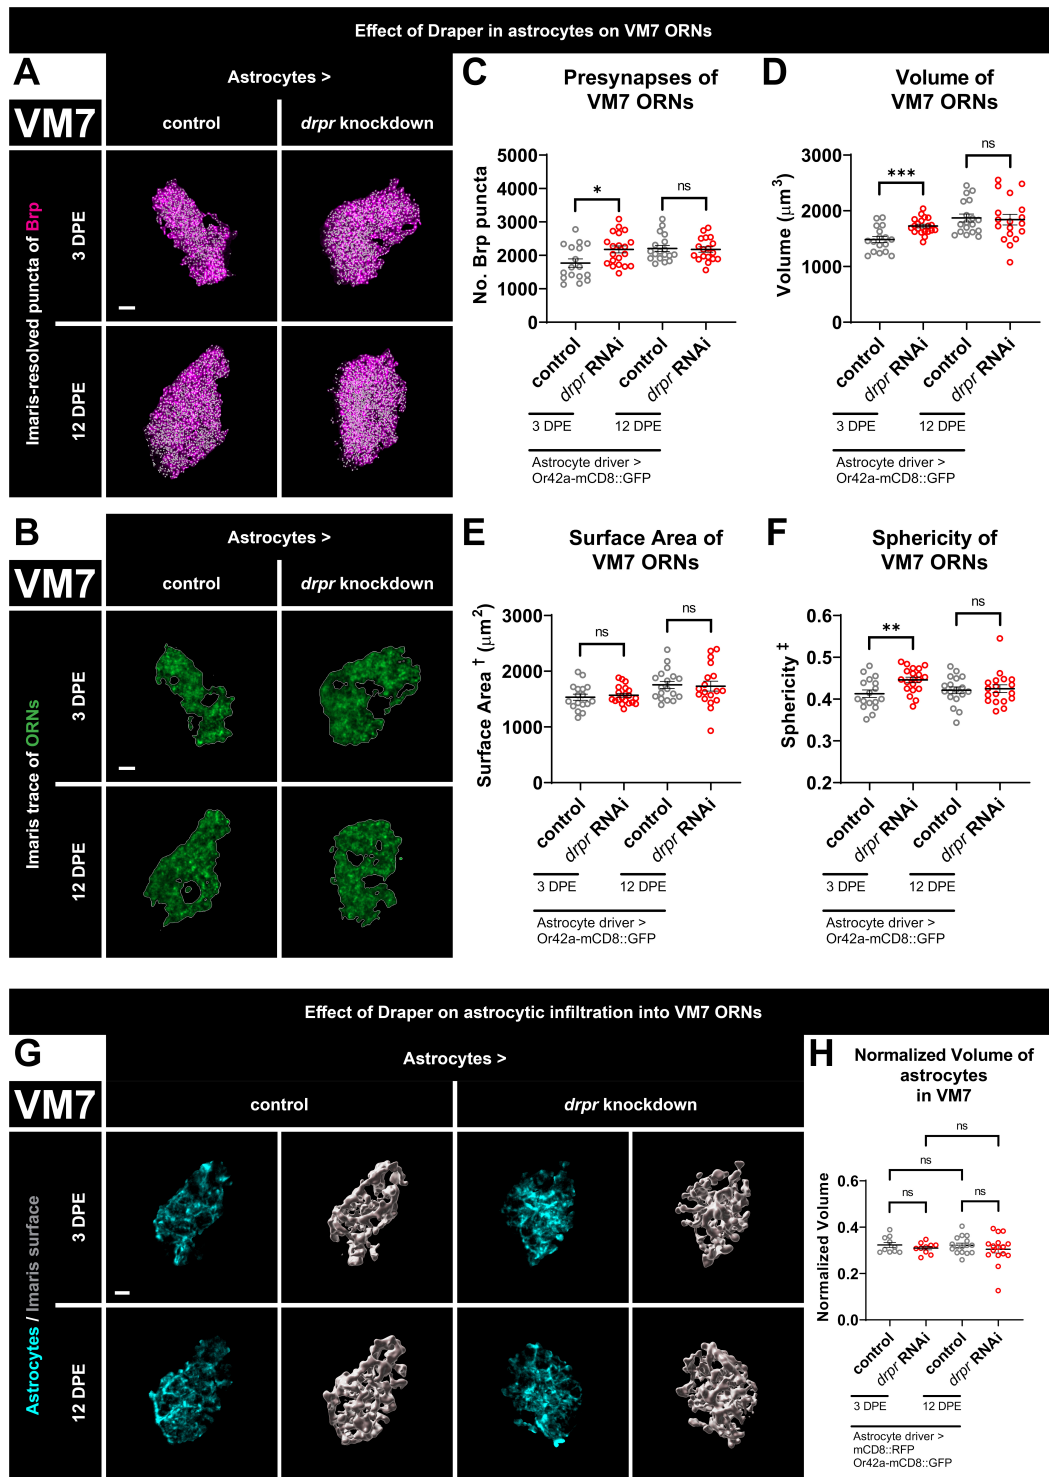 Effect of Draper in astrocytes on VM7 ORNs
A
Astrocytes >
VM7
control
drpr knockdown
Imaris-resolved puncta of Brp
3 DPE
12 DPE
C
Presynapses of
VM7 ORNs
No. Brp puncta
5000
4000
3000
2000
1000
0
*
ns
control
drpr RNAi
control
drpr RNAi
3 DPE
12 DPE
Astrocyte driver >
Or42a-mCD8::GFP
D
Volume of
VM7 ORNs
Volume (µm³)
3000
2000
1000
0
***
ns
control
drpr RNAi
control
drpr RNAi
3 DPE
12 DPE
Astrocyte driver >
Or42a-mCD8::GFP
B
Astrocytes >
VM7
control
drpr knockdown
Imaris trace of ORNs
3 DPE
12 DPE
E
Surface Area of
VM7 ORNs
Surface Area † (µm²)
3000
2000
1000
0
ns
ns
control
drpr RNAi
control
drpr RNAi
3 DPE
12 DPE
Astrocyte driver >
Or42a-mCD8::GFP
F
Sphericity of
VM7 ORNs
Sphericity ‡
0.6
0.5
0.4
0.3
0.2
**
ns
control
drpr RNAi
control
drpr RNAi
3 DPE
12 DPE
Astrocyte driver >
Or42a-mCD8::GFP
Effect of Draper on astrocytic infiltration into VM7 ORNs
G
Astrocytes >
VM7
control
drpr knockdown
Astrocytes / Imaris surface
3 DPE
12 DPE
H
Normalized Volume of
astrocytes
in VM7
Normalized Volume
0.6
0.4
0.2
0.0
ns
ns
ns
ns
control
drpr RNAi
control
drpr RNAi
3 DPE
12 DPE
Astrocyte driver >
mCD8::RFP
Or42a-mCD8::GFP